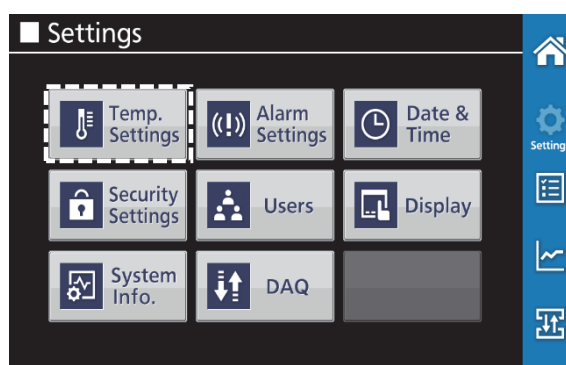 Settings
Temp.
Settings
Alarm
Settings
Date &
Time
Setting
Security
Settings
Users
Display
System
Info.
DAQ